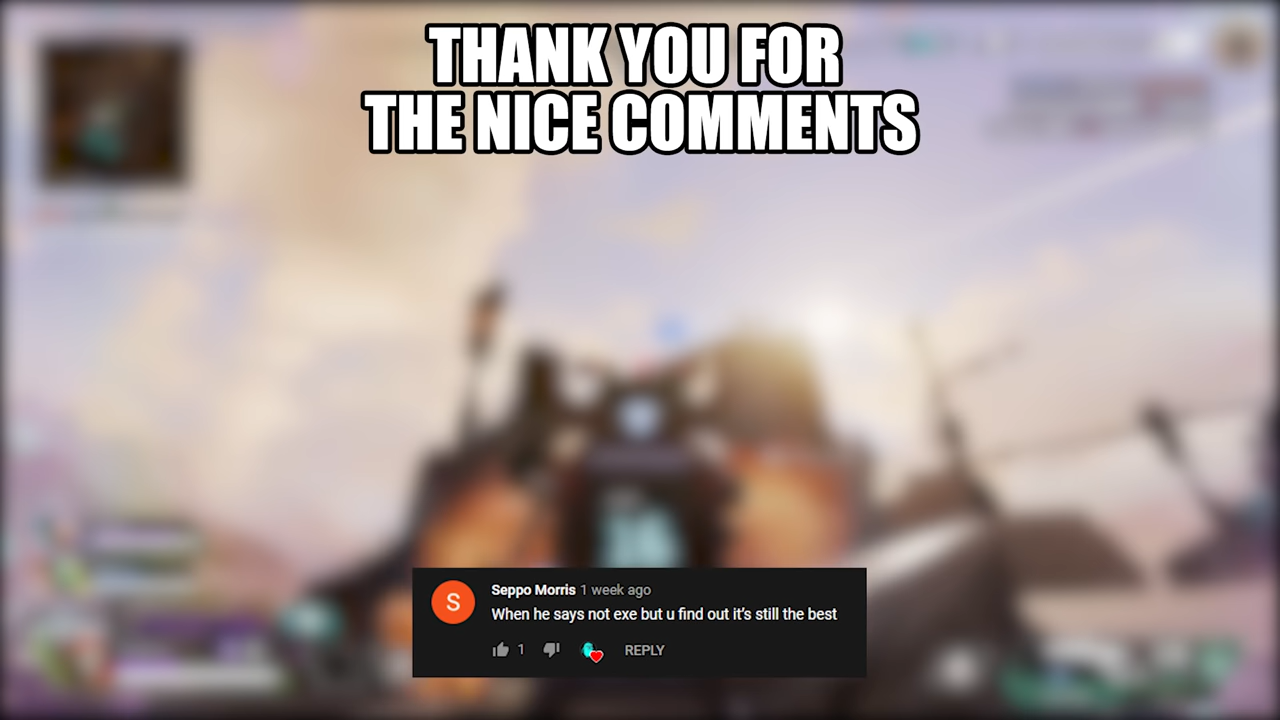 THANK YOU FOR
THE NICE COMMENTS
Seppo Morris 1 week ago
When he says not exe but u find out it's still the best
1
REPLY